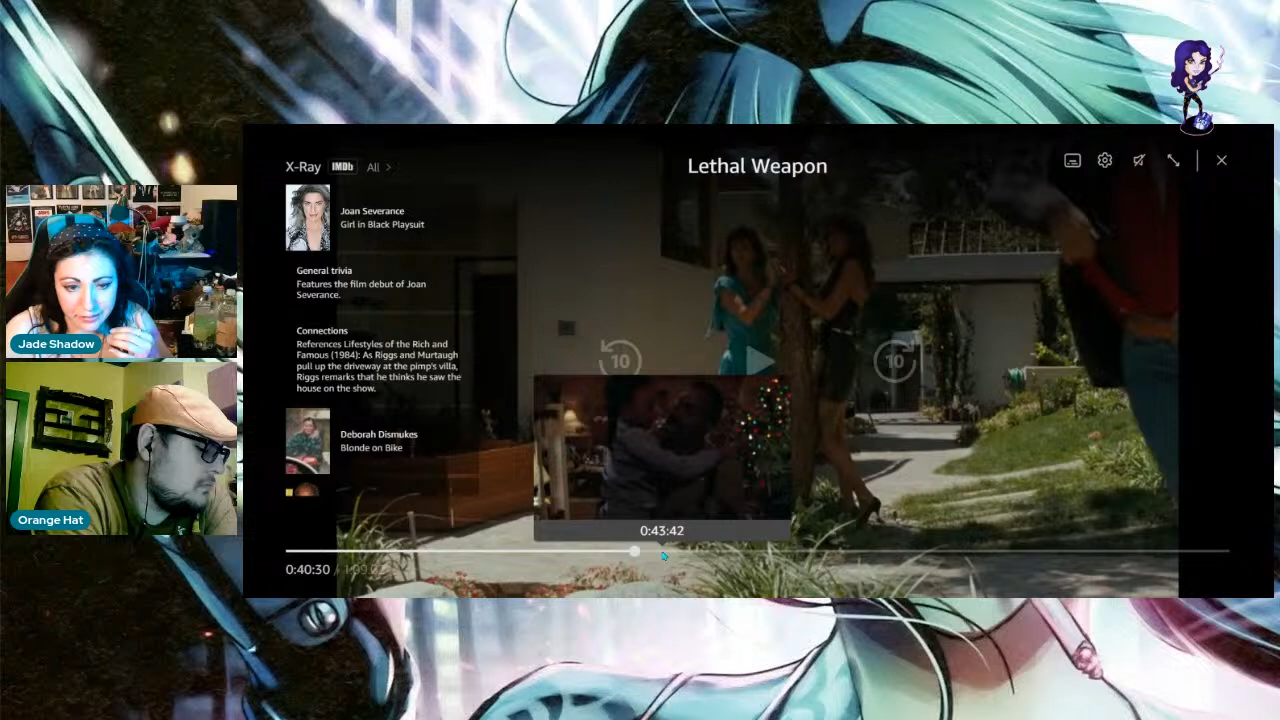 X-Ray IMDb All >
Lethal Weapon
Joan Severance
Girl in Black Playsuit
General trivia
Features the film debut of Joan
Severance.
Connections
References Lifestyles of the Rich and
Famous (1984): As Riggs and Murtaugh
pull up the driveway at the pimp's villa,
Riggs remarks that he thinks he saw the
house on the show.
Deborah Dismukes
Blonde on Bike
10
10
0:43:42
0:40:30 /
Jade Shadow
Orange Hat